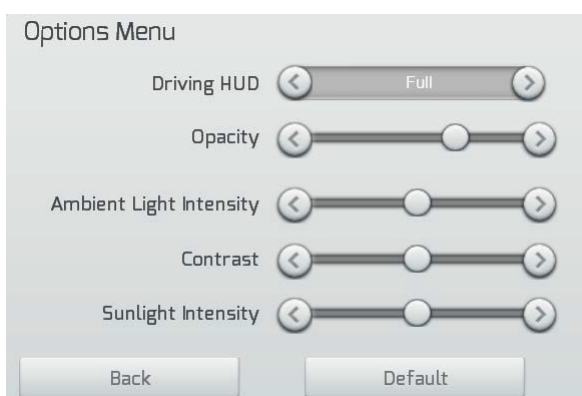 Options Menu
Driving HUD
Full
Opacity
Ambient Light Intensity
Contrast
Sunlight Intensity
Back
Default